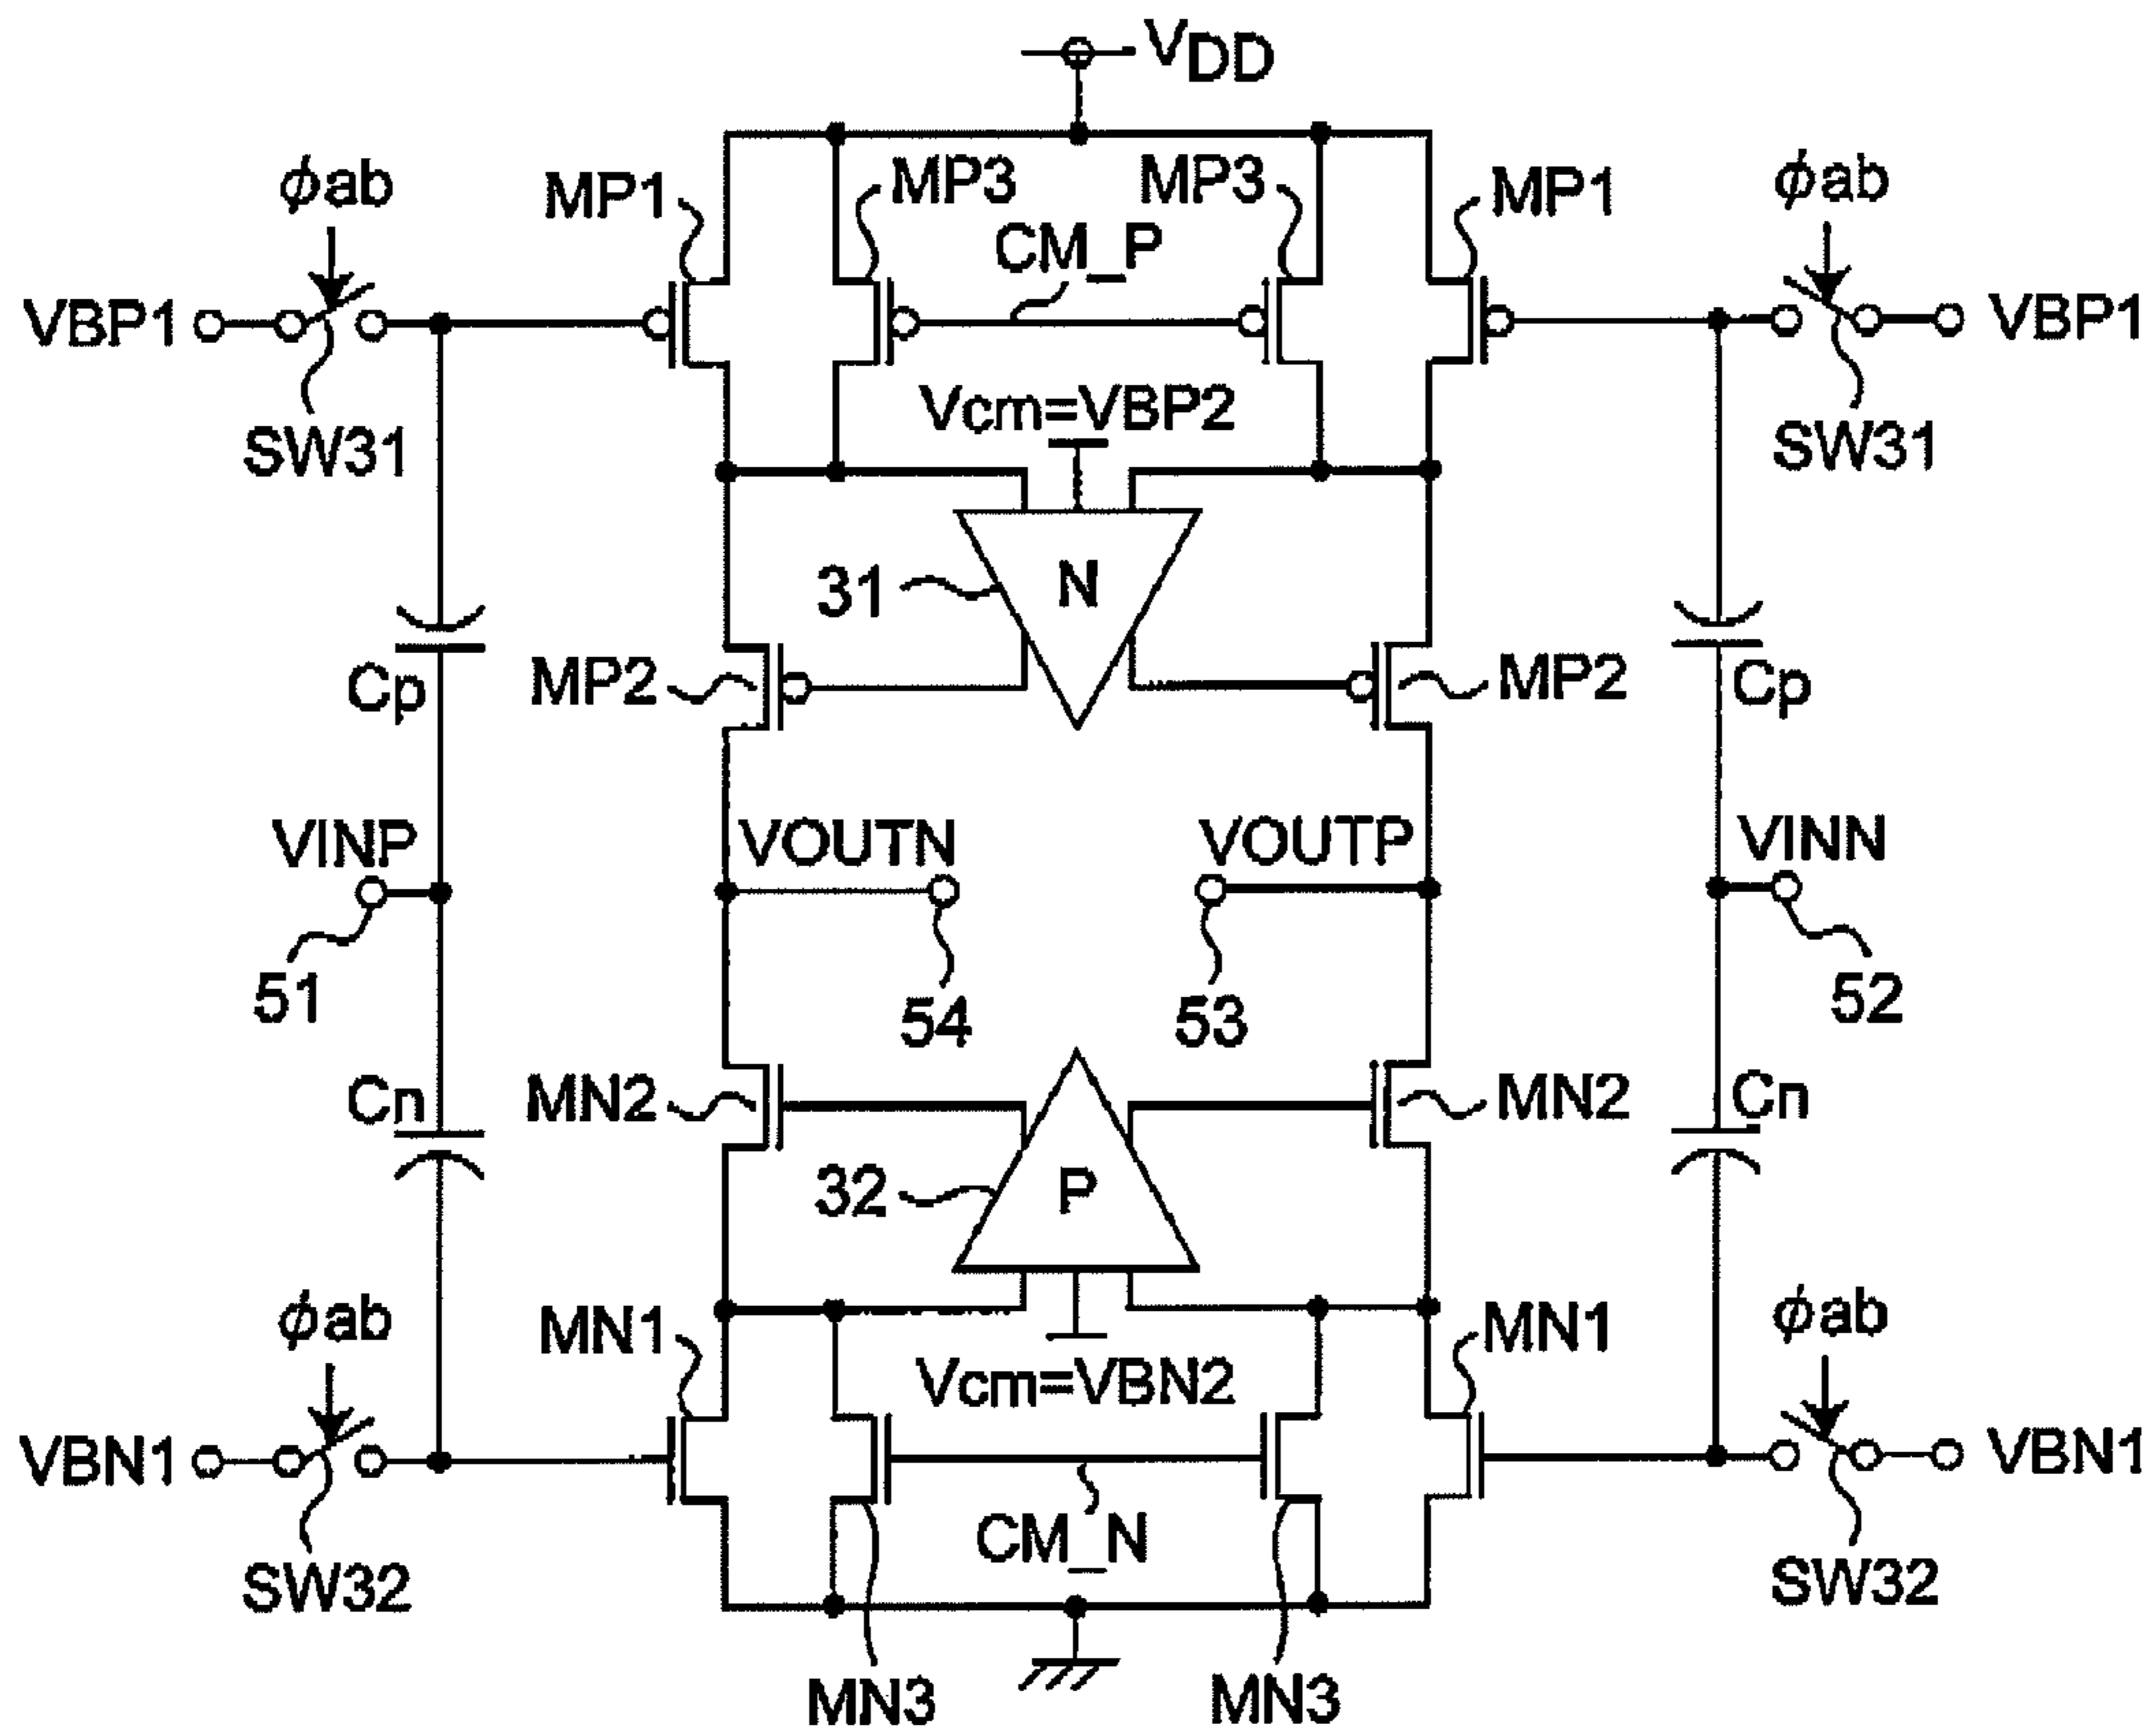 VDD
ϕab
MP1
MP3
MP3
MP1
ϕab
CM_P
VBP1
VBP1
SW31
Vcm=VBP2
SW31
31
N
Cp
MP2
MP2
Cp
VINP
VOUTN
VOUTP
VINN
51
54
53
52
Cn
MN2
MN2
Cn
32
P
ϕab
MN1
MN1
ϕab
Vcm=VBN2
VBN1
VBN1
CM_N
SW32
SW32
MN3
MN3